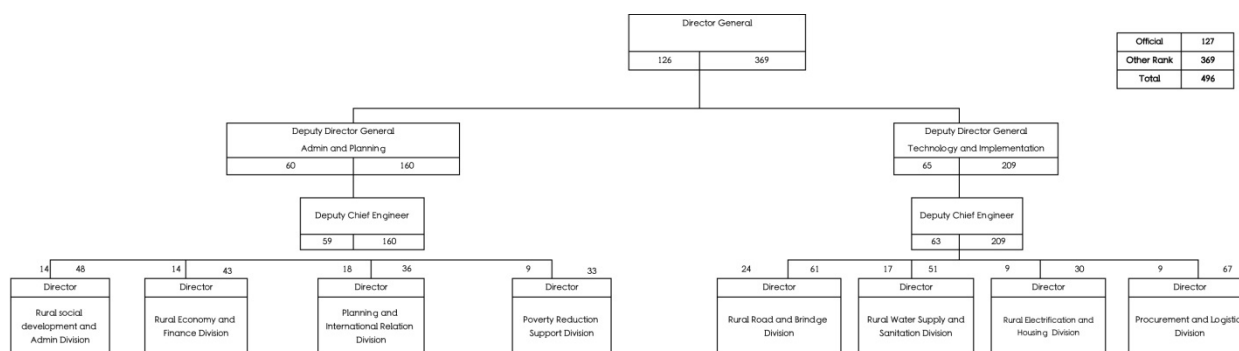 Director General
126 369
Official 127
Other Rank 369
Total 496
Deputy Director General
Admin and Planning
60 160
Deputy Director General
Technology and Implementation
65 209
Deputy Chief Engineer
59 160
Deputy Chief Engineer
63 209
14 48
Director
Rural social
development and
Admin Division
14 43
Director
Rural Economy and
Finance Division
18 36
Director
Planning and
International Relation
Division
9 33
Director
Poverty Reduction
Support Division
24 61
Director
Rural Road and Brindge Division
17 51
Director
Rural Water Supply and
Sanitation Division
9 30
Director
Rural Electrification and
Housing Division
9 67
Director
Procurement and Logistic
Division